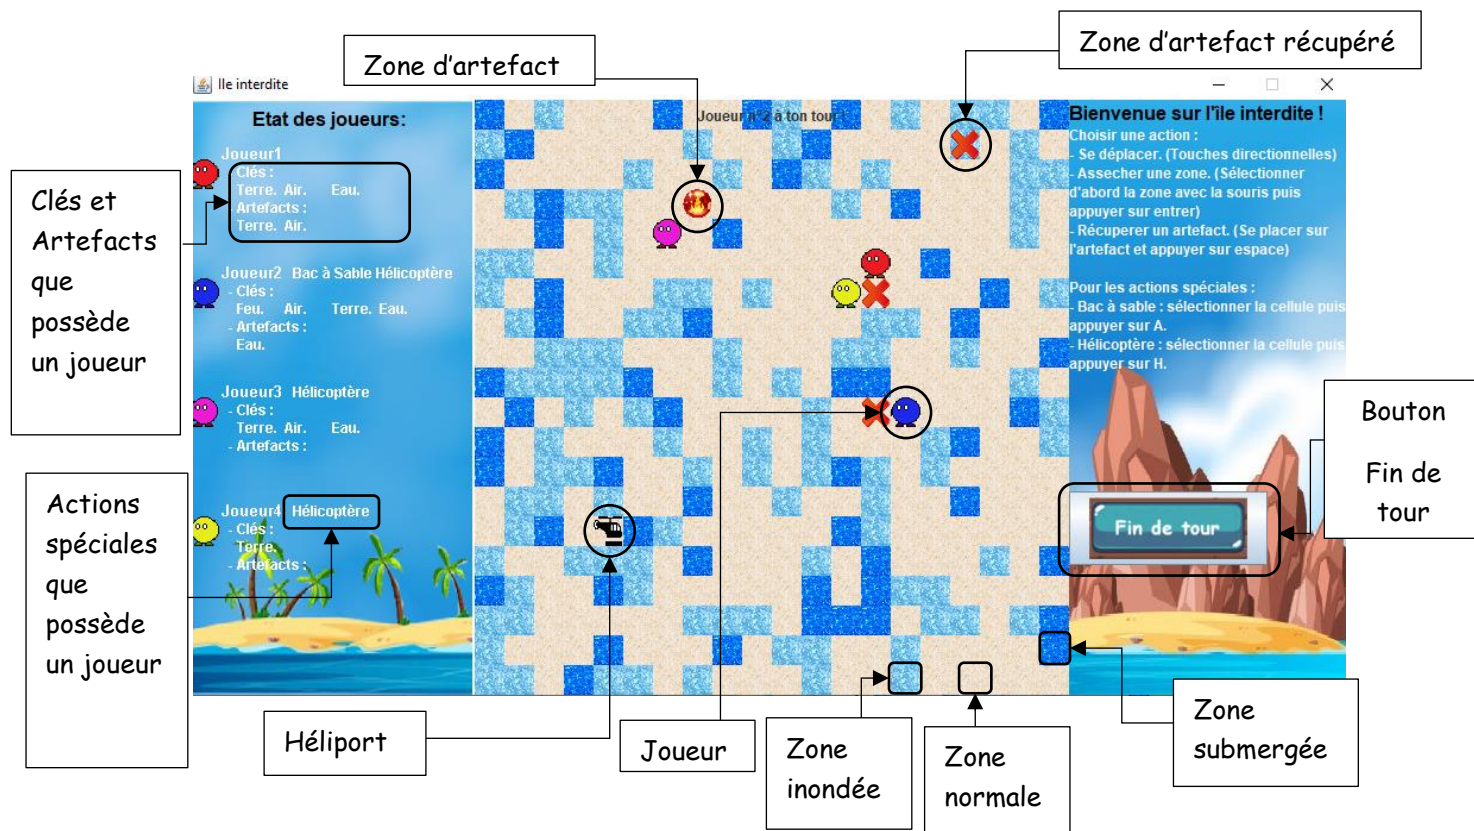 Zone d'artefact
Zone d'artefact récupéré
Ile interdite
Etat des joueurs:
Joueur1
- Clés :
Terre. Air. Eau.
- Artefacts :
Terre. Air.
Joueur2 Bac à Sable Hélicoptère
- Clés :
Feu. Air. Terre. Eau.
- Artefacts :
Eau.
Joueur3 Hélicoptère
- Clés :
Terre. Air. Eau.
- Artefacts :
Joueur4 Hélicoptère
- Clés :
Terre.
- Artefacts :
Joueur n°2 à ton tour !
Bienvenue sur l'île interdite !
Choisir une action :
- Se déplacer. (Touches directionnelles)
- Assecher une zone. (Sélectionner
d'abord la zone avec la souris puis
appuyer sur entrer)
- Récuperer un artefact. (Se placer sur
l'artefact et appuyer sur espace)
Pour les actions spéciales :
- Bac à sable : sélectionner la cellule puis
appuyer sur A.
- Hélicoptère : sélectionner la cellule puis
appuyer sur H.
Fin de tour
Clés et
Artefacts
que
possède
un joueur
Actions
spéciales
que
possède
un joueur
Bouton
Fin de
tour
Héliport
Joueur
Zone
inondée
Zone
normale
Zone
submergée